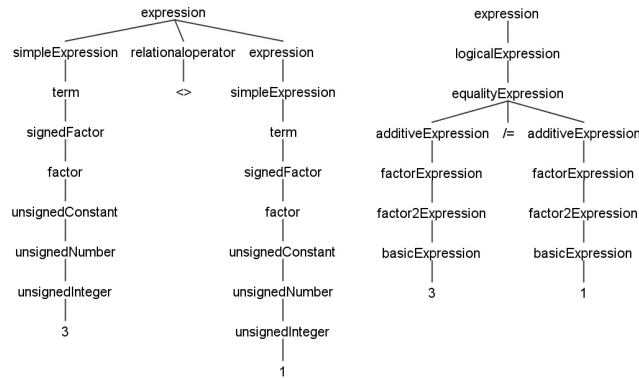 expression
expression
simpleExpression relationaloperator expression
logicalExpression
term <> simpleExpression
equalityExpression
signedFactor term
additiveExpression /= additiveExpression
factor signedFactor
factorExpression factorExpression
unsignedConstant factor
factor2Expression factor2Expression
unsignedNumber unsignedConstant
basicExpression basicExpression
unsignedInteger unsignedNumber
3 1
3 unsignedInteger
1